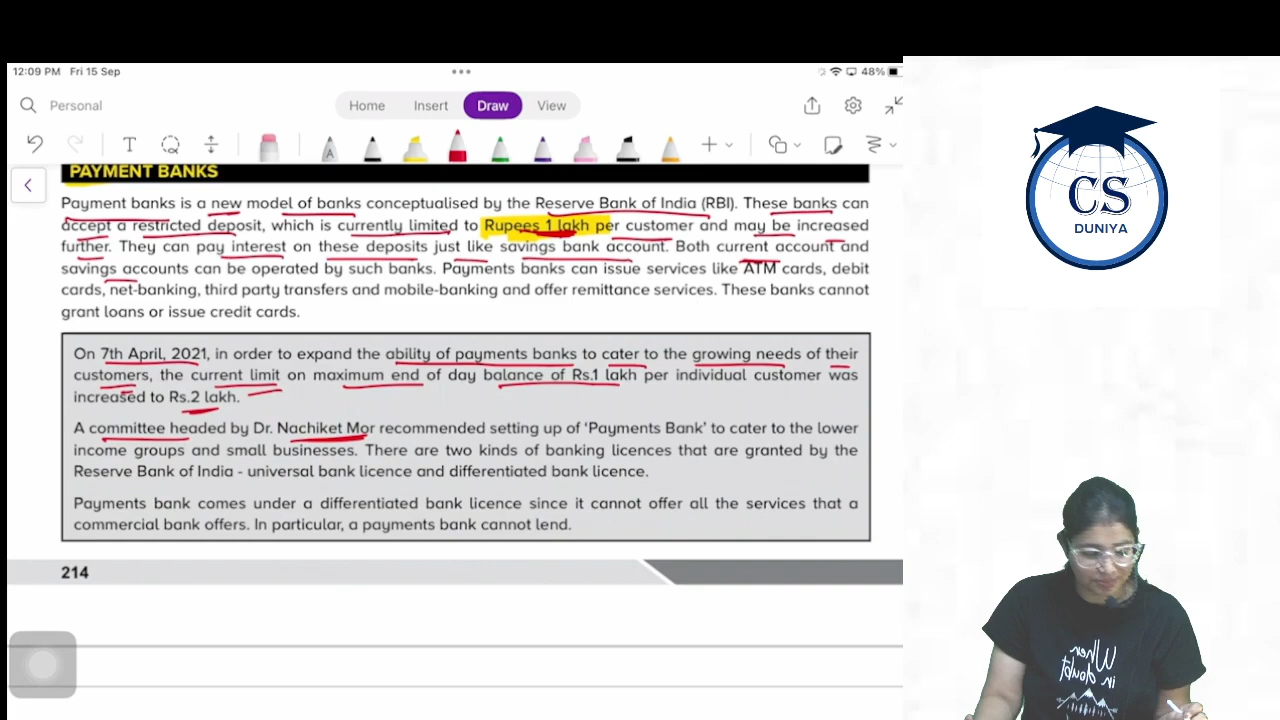 12:09 PM Fri 15 Sep
48%
Personal
Home Insert Draw View
T
A
PAYMENT BANKS
Payment banks is a new model of banks conceptualised by the Reserve Bank of India (RBI). These banks can
accept a restricted deposit, which is currently limited to Rupees 1 lakh per customer and may be increased
further. They can pay interest on these deposits just like savings bank account. Both current account and
savings accounts can be operated by such banks. Payments banks can issue services like ATM cards, debit
cards, net-banking, third party transfers and mobile-banking and offer remittance services. These banks cannot
grant loans or issue credit cards.
On 7th April, 2021, in order to expand the ability of payments banks to cater to the growing needs of their
customers, the current limit on maximum end of day balance of Rs.1 lakh per individual customer was
increased to Rs.2 lakh.
A committee headed by Dr. Nachiket Mor recommended setting up of ‘Payments Bank’ to cater to the lower
income groups and small businesses. There are two kinds of banking licences that are granted by the
Reserve Bank of India - universal bank licence and differentiated bank licence.
Payments bank comes under a differentiated bank licence since it cannot offer all the services that a
commercial bank offers. In particular, a payments bank cannot lend.
214
CS
DUNIYA
When
in doubt